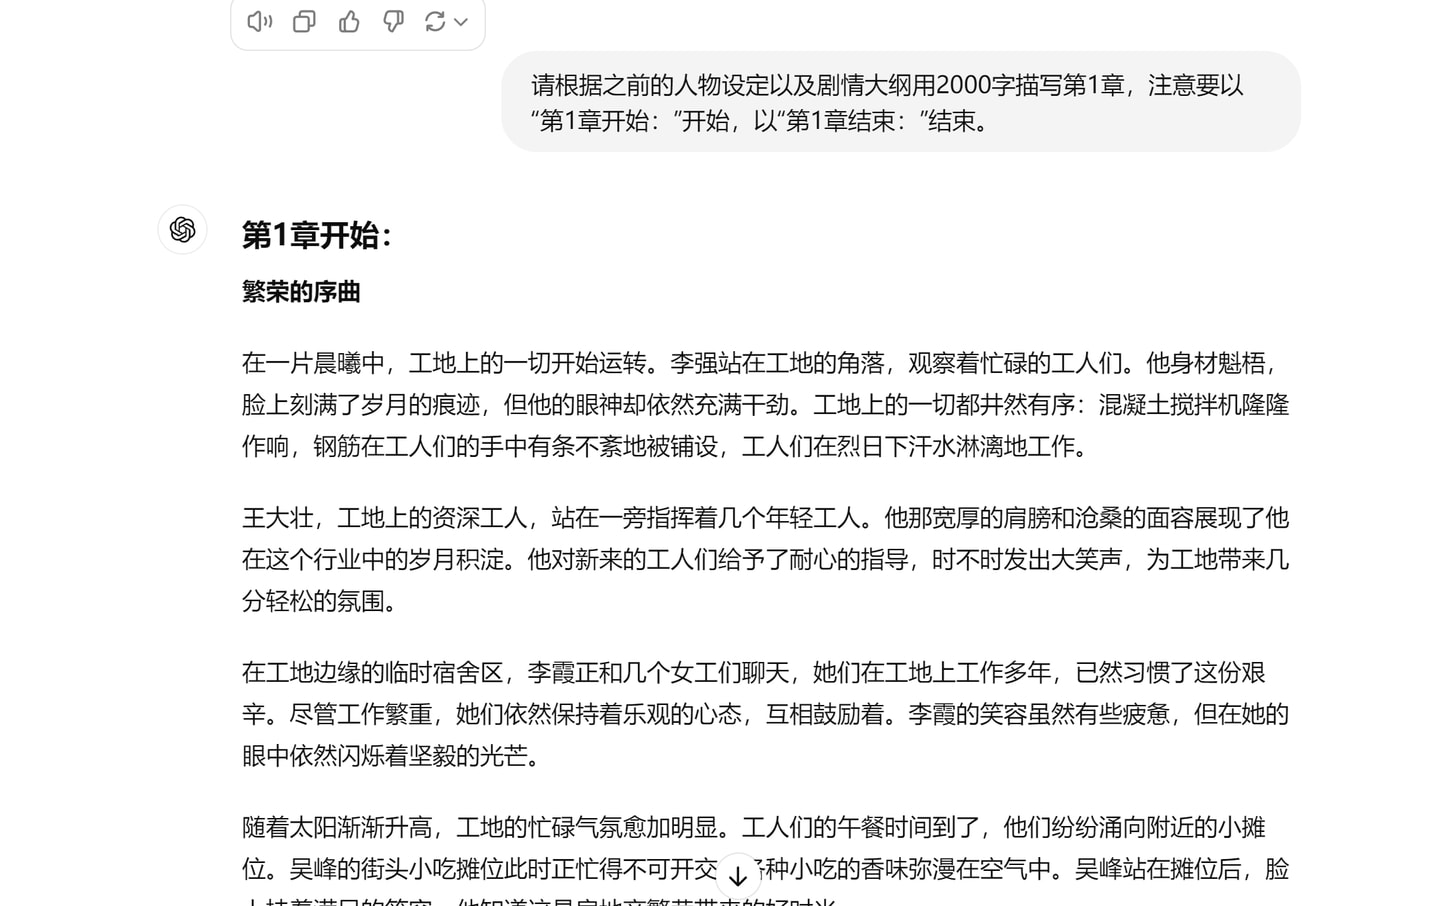 请根据之前的人物设定以及剧情大纲用2000字描写第1章，注意要以
“第1章开始：”开始，以“第1章结束：”结束。
第1章开始：
繁荣的序曲
在一片晨曦中，工地上的一切开始运转。李强站在工地的角落，观察着忙碌的工人们。他身材魁梧，
脸上刻满了岁月的痕迹，但他的眼神却依然充满干劲。工地上的一切都井然有序：混凝土搅拌机隆隆
作响，钢筋在工人们的手中有条不紊地被铺设，工人们在烈日下汗水淋漓地工作。
王大壮，工地上的资深工人，站在一旁指挥着几个年轻工人。他那宽厚的肩膀和沧桑的面容展现了他
在这个行业中的岁月积淀。他对新来的工人们给予了耐心的指导，时不时发出大笑声，为工地带来几
分轻松的氛围。
在工地边缘的临时宿舍区，李霞正和几个女工们聊天，她们在工地上工作多年，已然习惯了这份艰
辛。尽管工作繁重，她们依然保持着乐观的心态，互相鼓励着。李霞的笑容虽然有些疲惫，但在她的
眼中依然闪烁着坚毅的光芒。
随着太阳渐渐升高，工地的忙碌气氛愈加明显。工人们的午餐时间到了，他们纷纷涌向附近的小摊
位。吴峰的街头小吃摊位此时正忙得不可开交 种小吃的香味弥漫在空气中。吴峰站在摊位后，脸